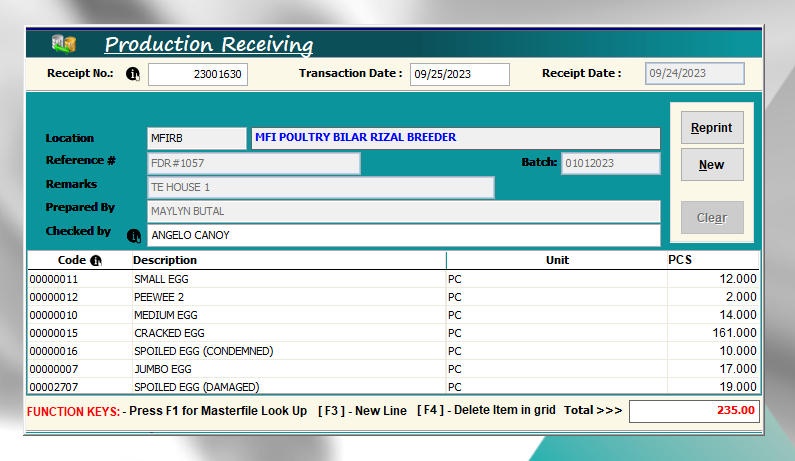 Production Receiving
Receipt No.: 23001630 Transaction Date : 09/25/2023 Receipt Date : 09/24/2023
Location MFIRB MFI POULTRY BILAR RIZAL BREEDER
Reprint
Reference # FDR#1057 Batch: 01012023
New
Remarks TE HOUSE 1
Prepared By MAYLYN BUTAL
Clear
Checked by ANGELO CANOY
Code Description Unit PCS
00000011 SMALL EGG PC 12.000
00000012 PEEWEE 2 PC 2.000
00000010 MEDIUM EGG PC 14.000
00000015 CRACKED EGG PC 161.000
00000016 SPOILED EGG (CONDEMNED) PC 10.000
00000007 JUMBO EGG PC 17.000
00002707 SPOILED EGG (DAMAGED) PC 19.000
FUNCTION KEYS: - Press F1 for Masterfile Look Up [ F3 ] - New Line [ F4 ] - Delete Item in grid Total >>> 235.00